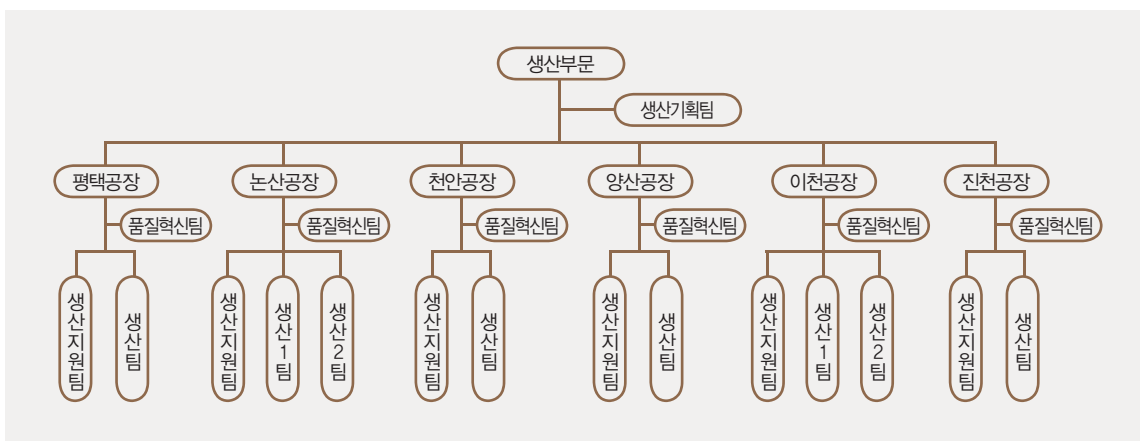 생산부문
생산기획팀
평택공장
논산공장
천안공장
양산공장
이천공장
진천공장
품질혁신팀
품질혁신팀
품질혁신팀
품질혁신팀
품질혁신팀
품질혁신팀
생산지원팀
생산팀
생산지원팀
생산1팀
생산2팀
생산지원팀
생산팀
생산지원팀
생산팀
생산지원팀
생산1팀
생산2팀
생산지원팀
생산팀